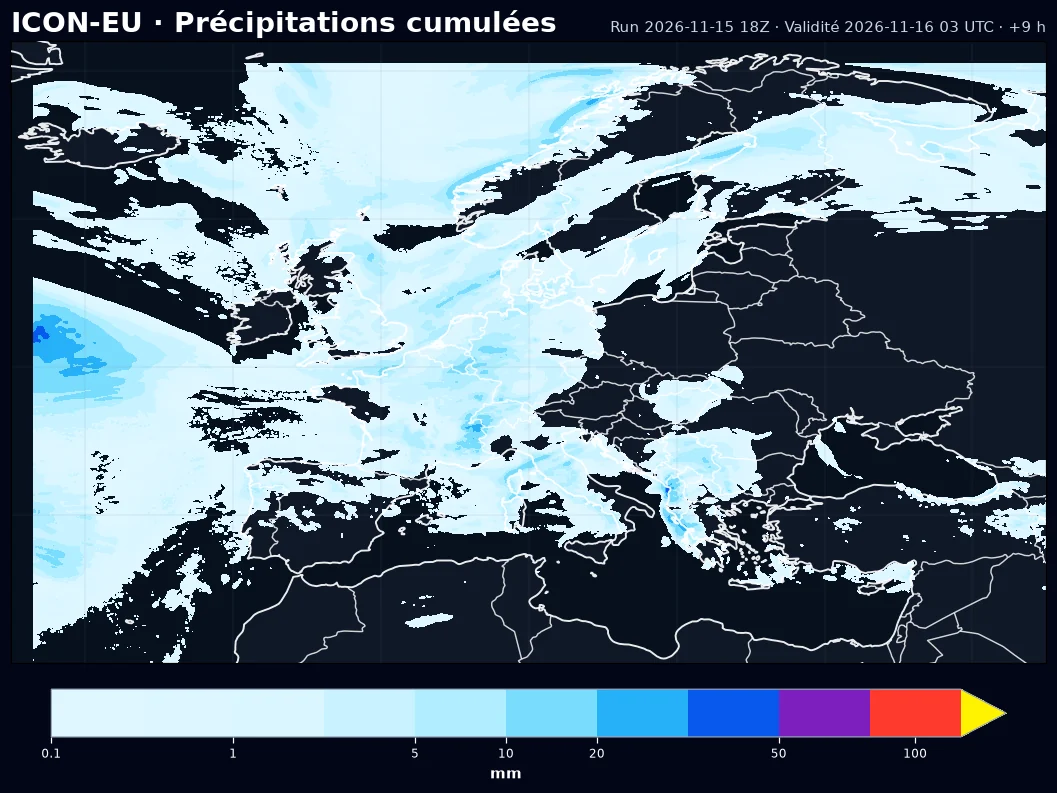 ICON-EU · Précipitations cumulées
Run 2026-11-15 18Z · Validité 2026-11-16 03 UTC · +9 h
0.1 1 5 10 20 50 100
mm